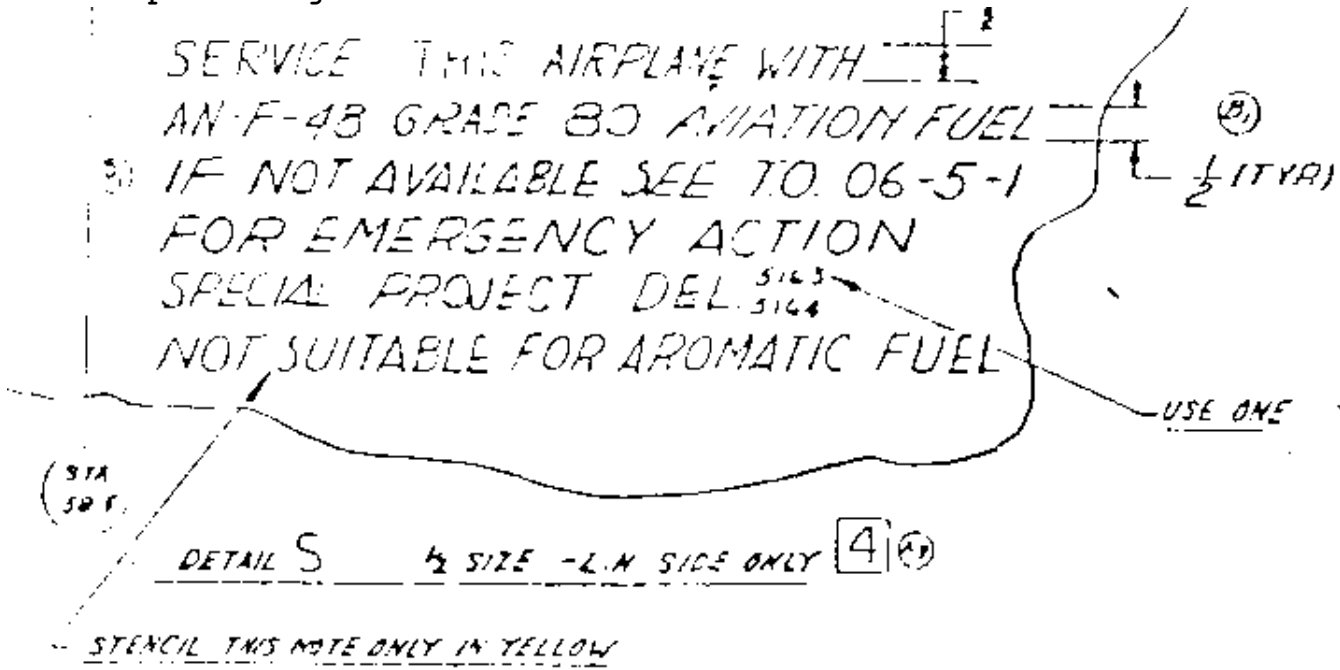 SERVICE THIS AIRPLANE WITH
AN-F-48 GRADE 80 AVIATION FUEL
IF NOT AVAILABLE SEE T.O. 06-5-1
FOR EMERGENCY ACTION
SPECIAL PROJECT DEL. 5163
5164
NOT SUITABLE FOR AROMATIC FUEL
1/2 (TYP)
USE ONE
STA
DETAIL S 1/2 SIZE - L.H SIDE ONLY 4
STENCIL THIS NOTE ONLY IN YELLOW